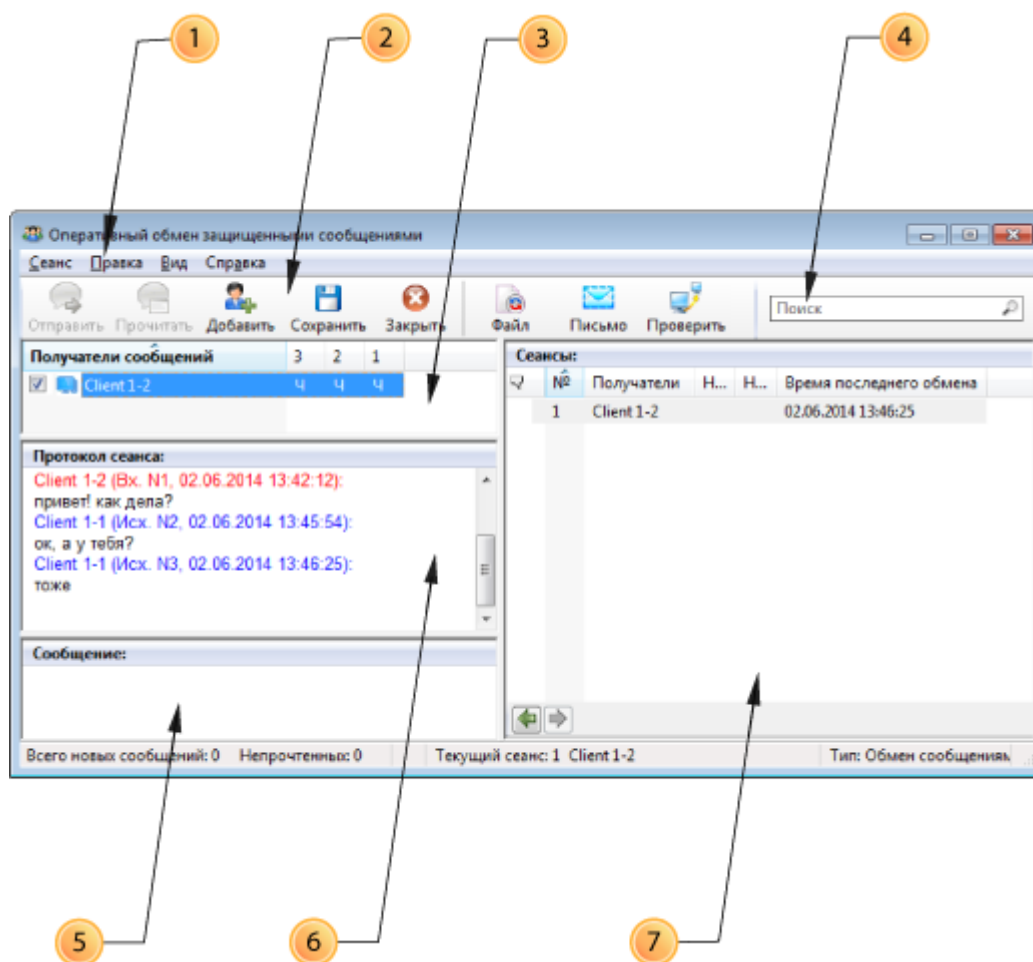 1 2 3 4
Оперативный обмен защищенными сообщениями
Сеанс Правка Вид Справка
Отправить Прочитать Добавить Сохранить Закрыть Файл Письмо Проверить Поиск
Получатели сообщений 3 2 1
Client 1-2 Ч Ч Ч
Сеансы:
№ Получатели Н... Н... Время последнего обмена
1 Client 1-2 02.06.2014 13:46:25
Протокол сеанса:
Client 1-2 (Вх. N1, 02.06.2014 13:42:12):
привет! как дела?
Client 1-1 (Исх. N2, 02.06.2014 13:45:54):
ок, а у тебя?
Client 1-1 (Исх. N3, 02.06.2014 13:46:25):
тоже
Сообщение:
Всего новых сообщений: 0 Непрочтенных: 0 Текущий сеанс: 1 Client 1-2 Тип: Обмен сообщениям
5 6 7